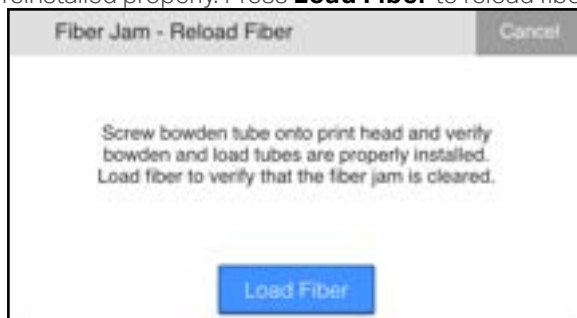 reinstalled properly. Press Load Fiber to reload fibe
Fiber Jam - Reload Fiber
Cancel
Screw bowden tube onto print head and verify
bowden and load tubes are properly installed.
Load fiber to verify that the fiber jam is cleared.
Load Fiber